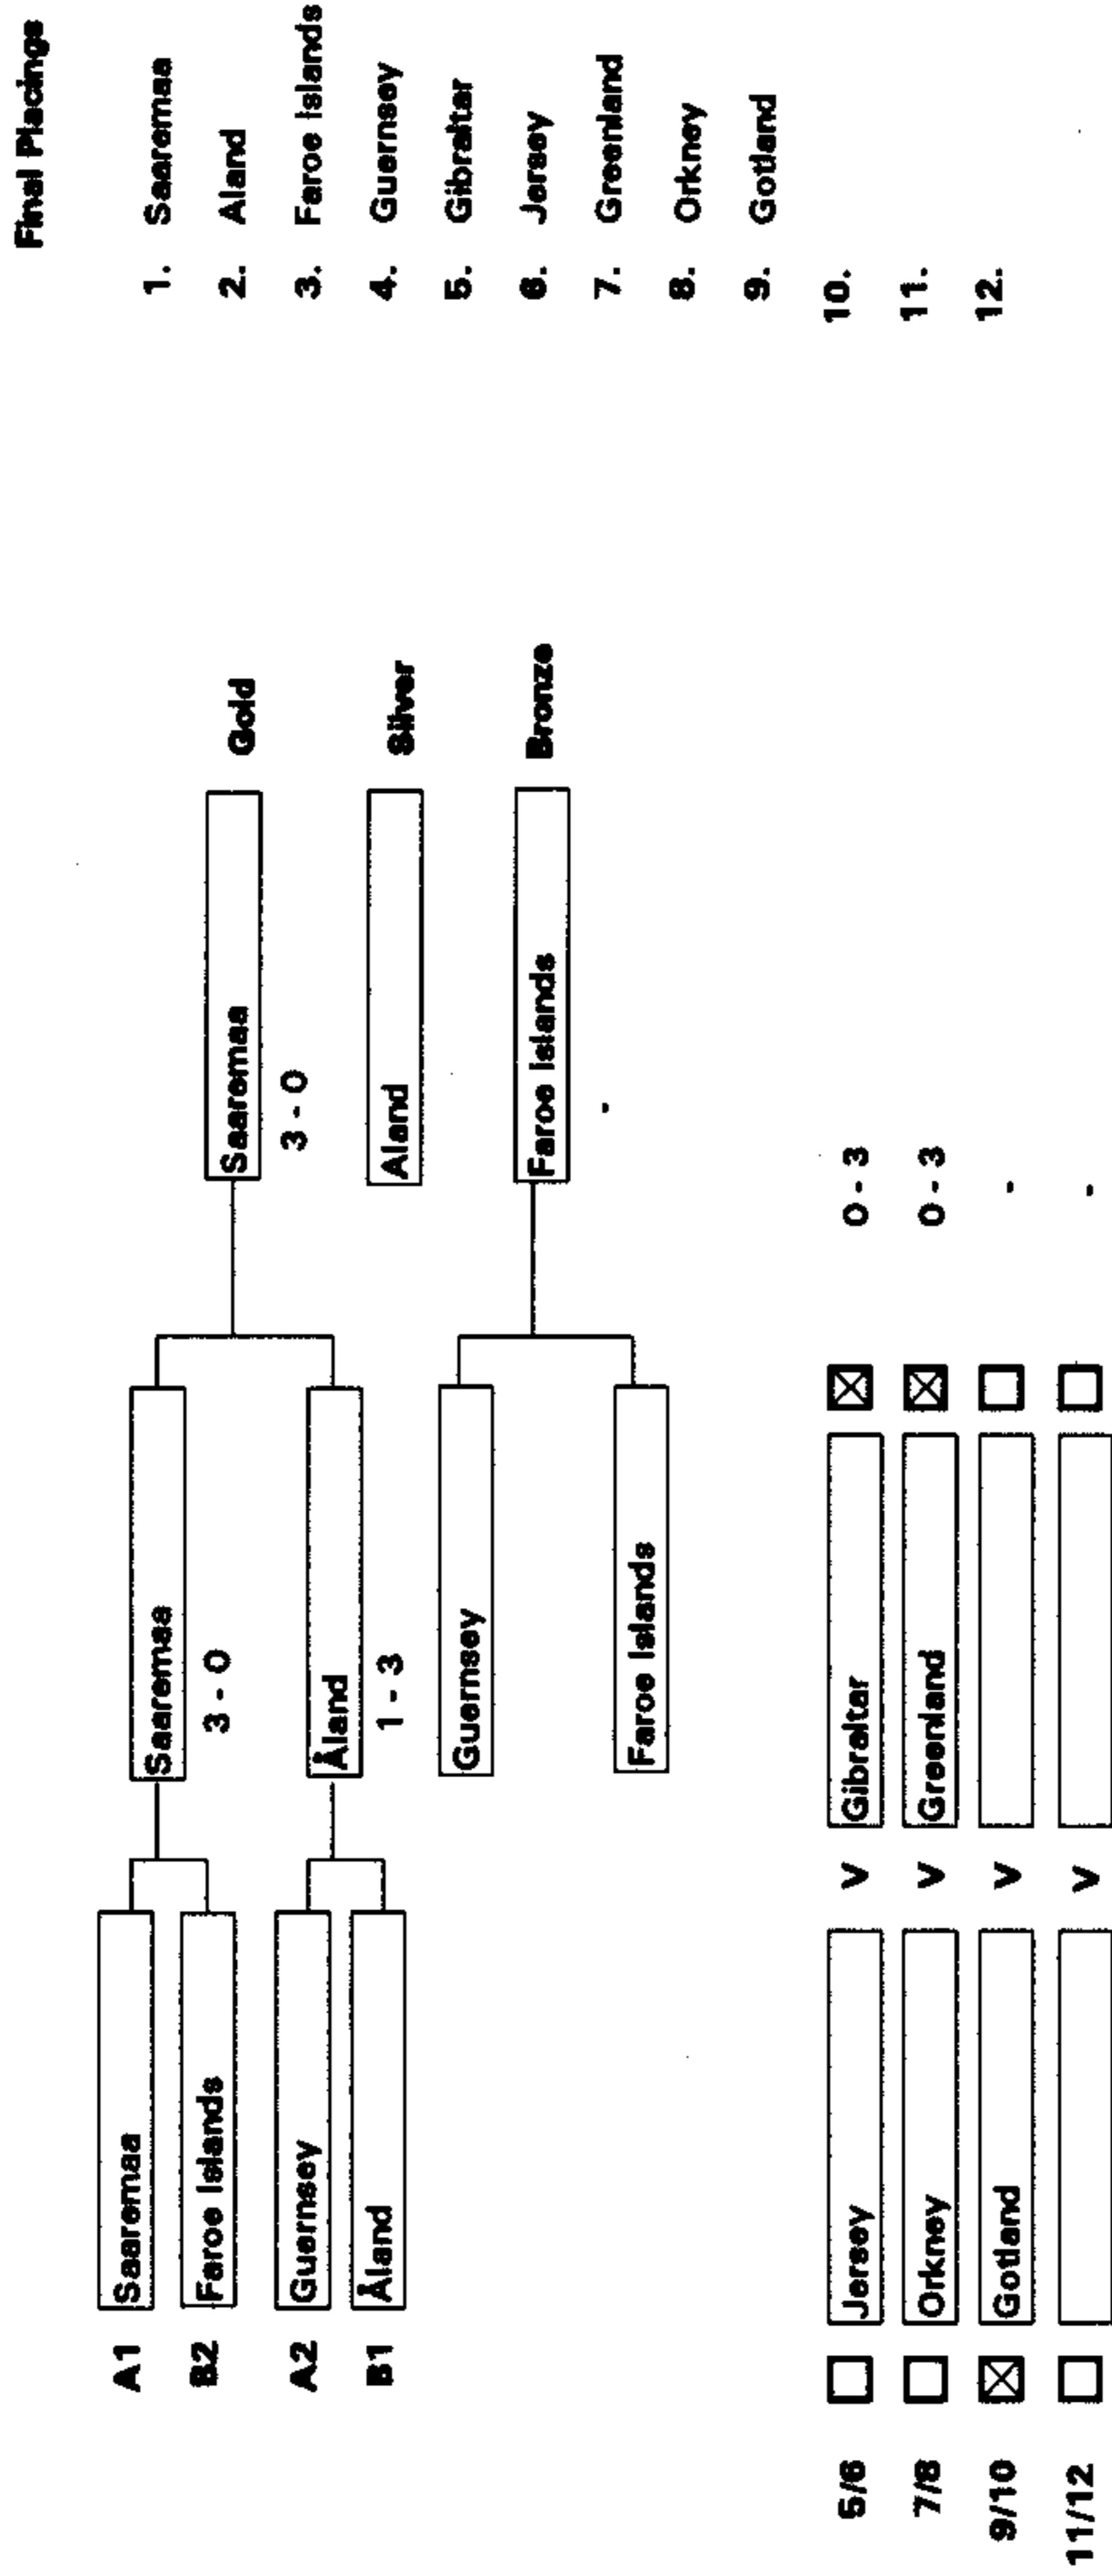 Final Placings
1. Saaremaa
2. Aland
3. Faroe Islands
4. Guernsey
5. Gibraltar
6. Jersey
7. Greenland
8. Orkney
9. Gotland
10.
11.
12.
A1 Saaremaa
B2 Faroe Islands
A2 Guernsey
B1 Åland
Saaremaa
3 - 0
Åland
1 - 3
Guernsey
Faroe Islands
Saaremaa Gold
3 - 0
Aland Silver
Faroe Islands Bronze
-
5/6 Jersey V Gibraltar 0 - 3
7/8 Orkney V Greenland 0 - 3
9/10 Gotland V -
11/12 V -